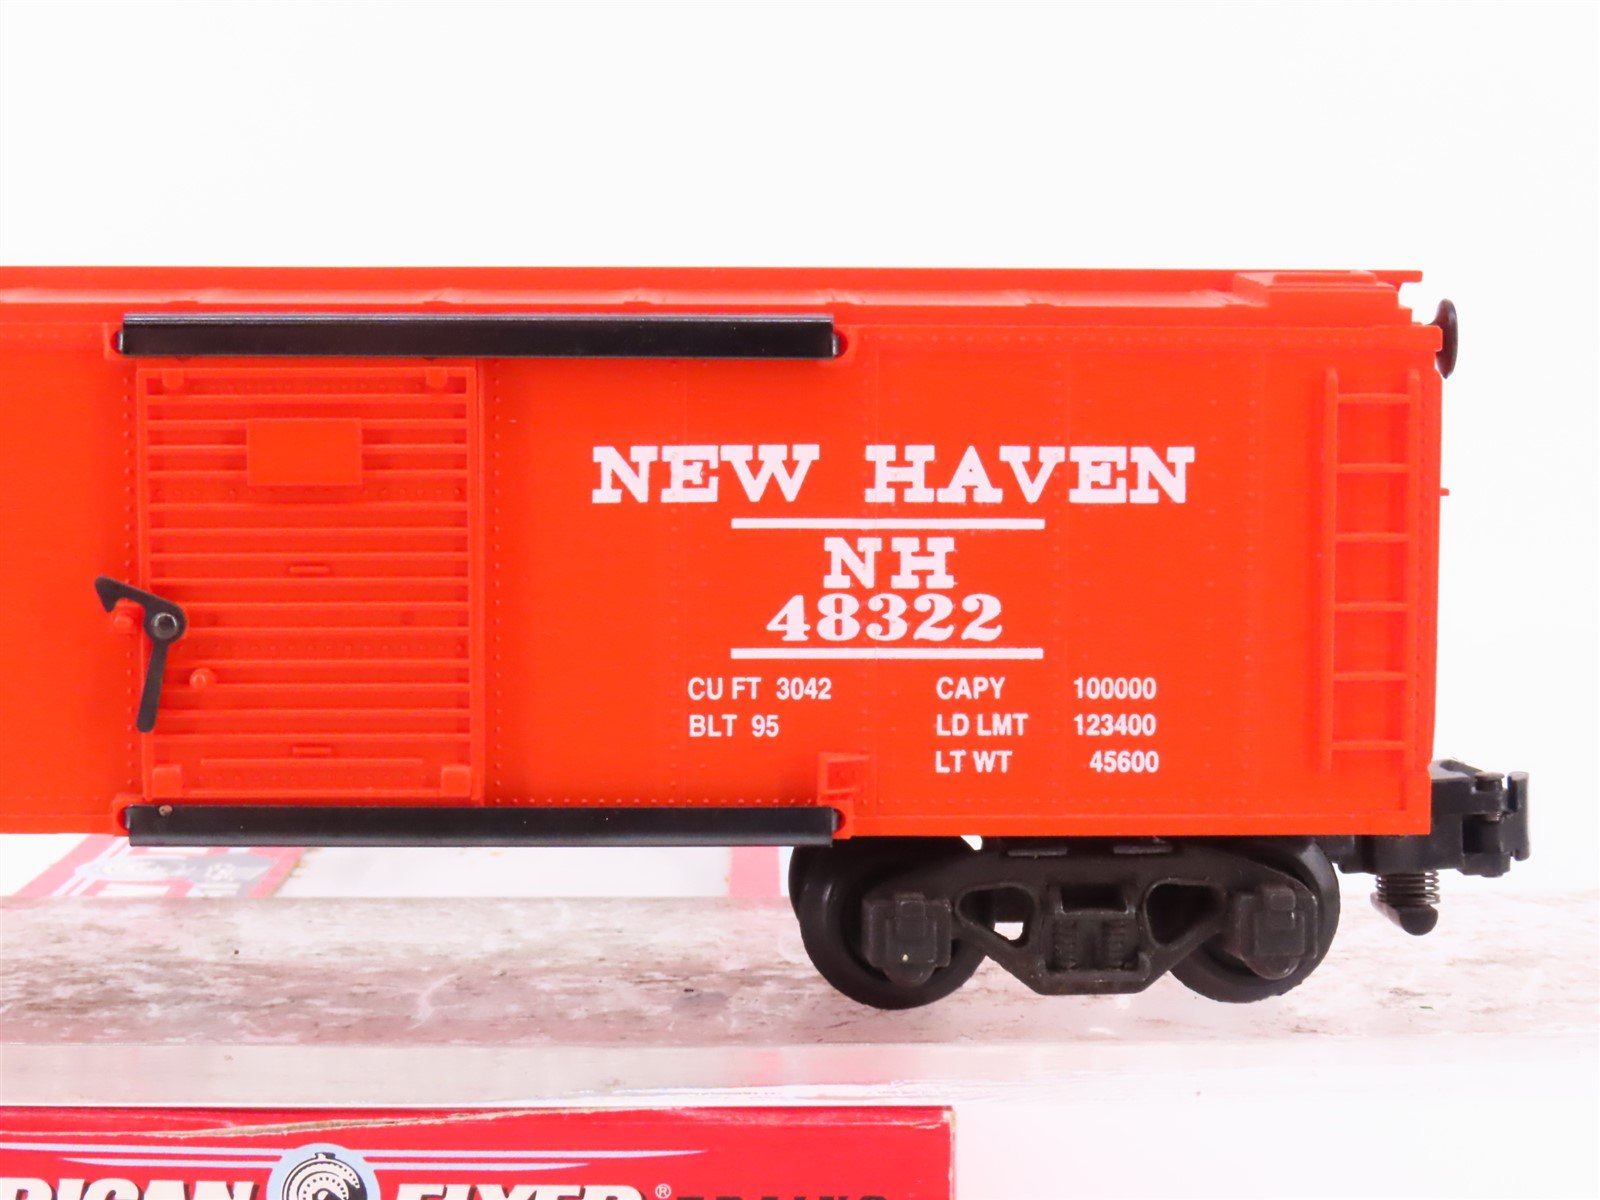 NEW HAVEN
NH
48322
CU FT 3042 CAPY 100000
BLT 95 LD LMT 123400
LT WT 45600